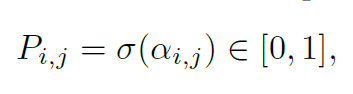 P_{i,j} = σ(α_{i,j}) ∈ [0, 1],